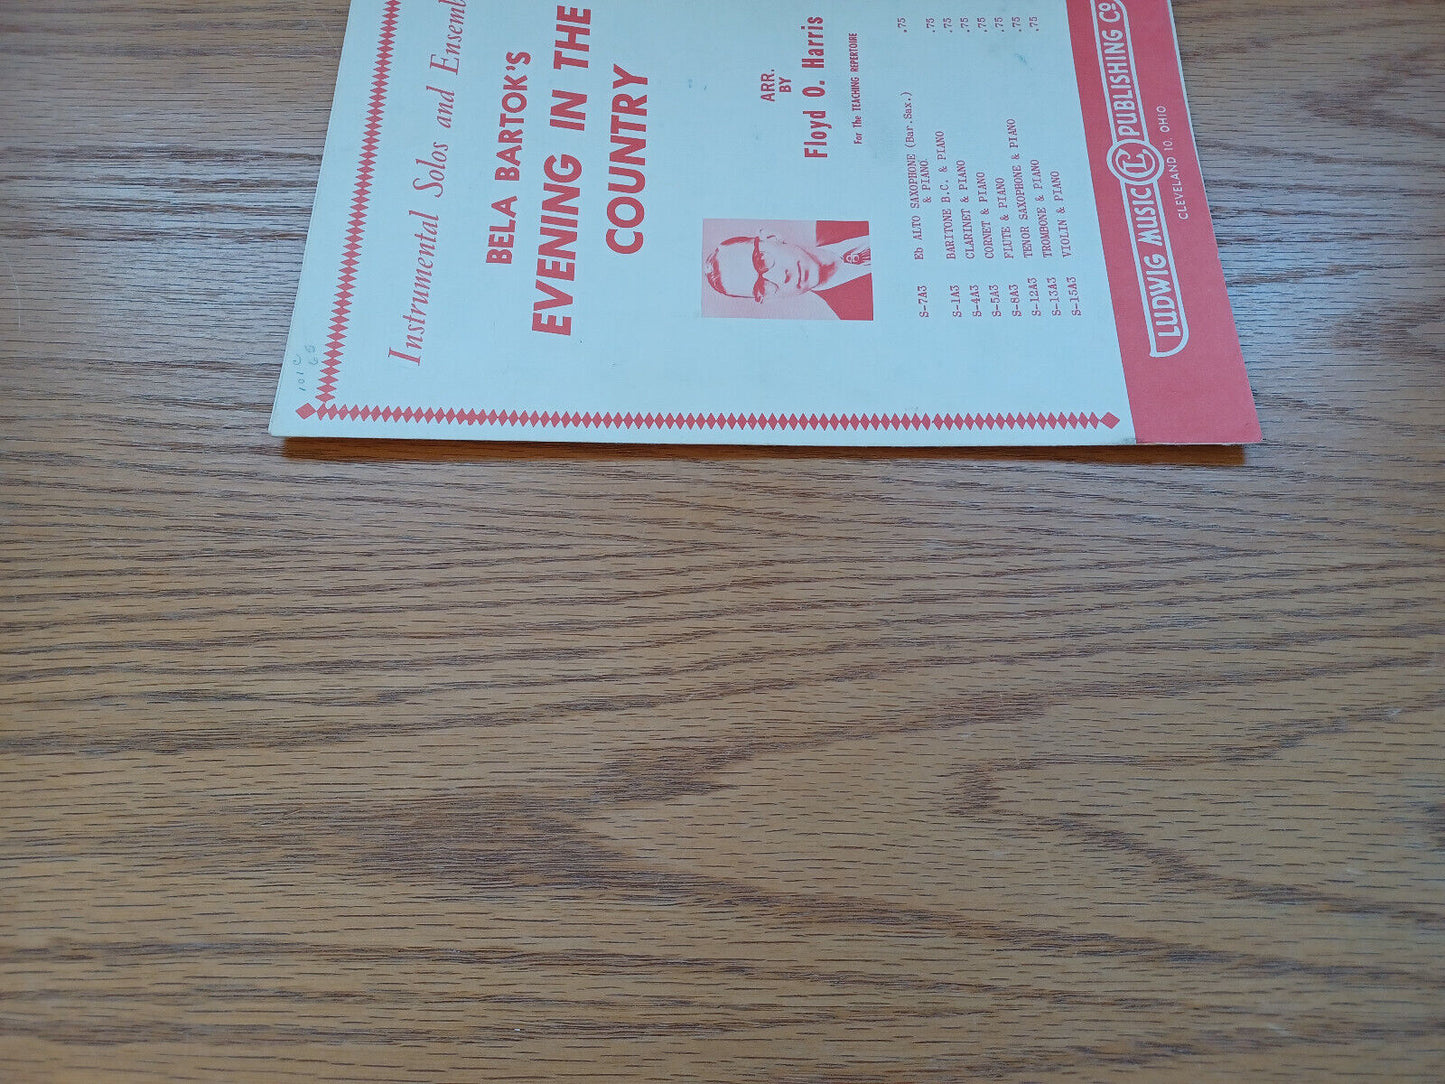 Instrumental Solos and
BELA BARTOK'S
EVENING IN THE
COUNTRY
ARR.
BY
Floyd O. Harris
For The TEACHING REPERTOIRE
S-7A3 Eb ALTO SAXOPHONE (Bar.Sax.) .75
& PIANO
S-1A3 BARITONE B.C. & PIANO .75
S-4A3 CLARINET & PIANO .75
S-5A3 CORNET & PIANO .75
S-8A3 FLUTE & PIANO .75
S-12A3 TENOR SAXOPHONE & PIANO .75
S-13A3 TROMBONE & PIANO .75
S-15A3 VIOLIN & PIANO .75
LUDWIG MUSIC PUBLISHING CO
CLEVELAND 10, OHIO